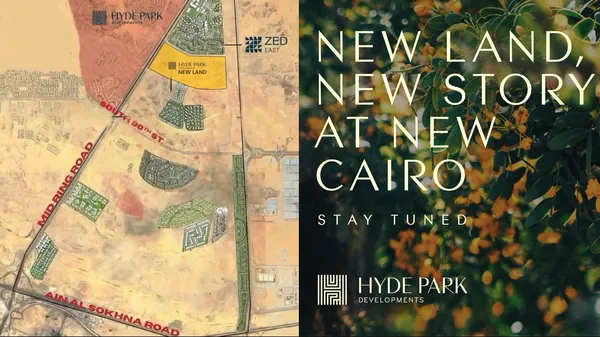 HYDE PARK
DEVELOPMENTS
ZED
EAST
HYDE PARK
NEW LAND
SOUTH 90TH ST
MID RING ROAD
AIN AL SOKHNA ROAD
NEW LAND,
NEW STORY
AT NEW
CAIRO
STAY TUNED
HYDE PARK
DEVELOPMENTS